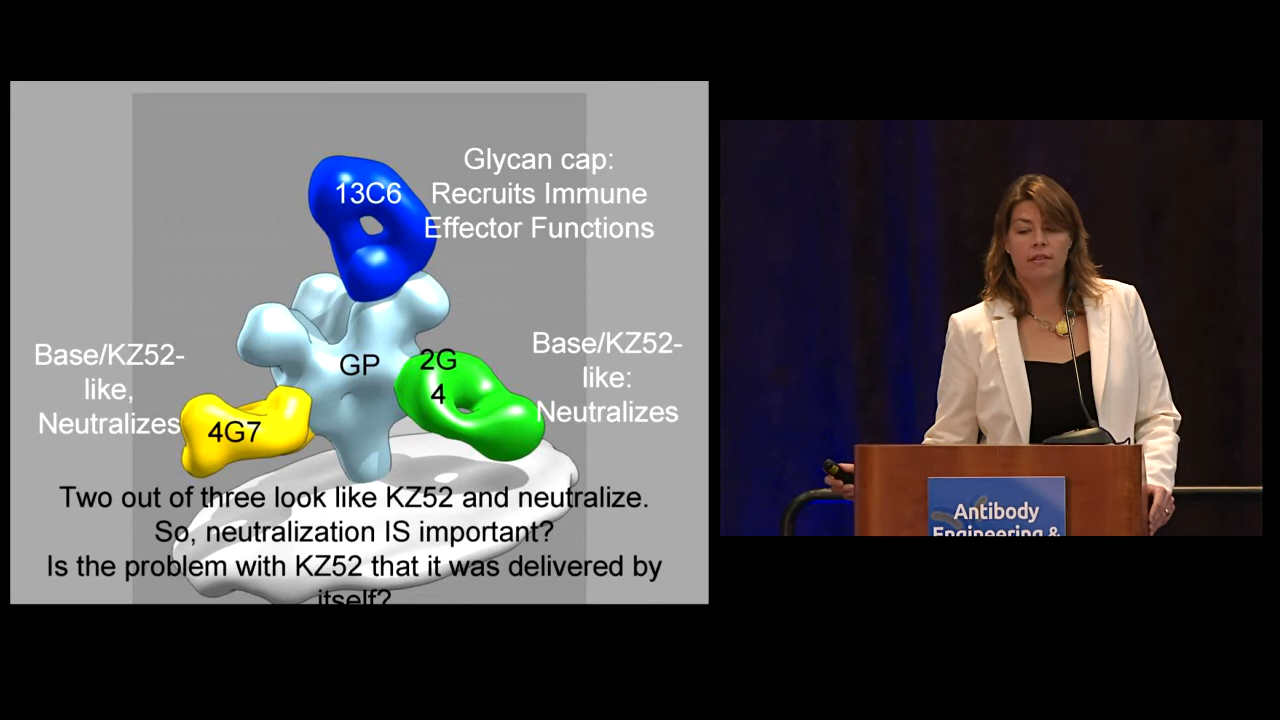 13C6
Glycan cap:
Recruits Immune
Effector Functions
Base/KZ52-
like,
Neutralizes
GP
2G
4
Base/KZ52-
like:
Neutralizes
4G7
Two out of three look like KZ52 and neutralize.
So, neutralization IS important?
Is the problem with KZ52 that it was delivered by
itself?
Antibody
Engineering &